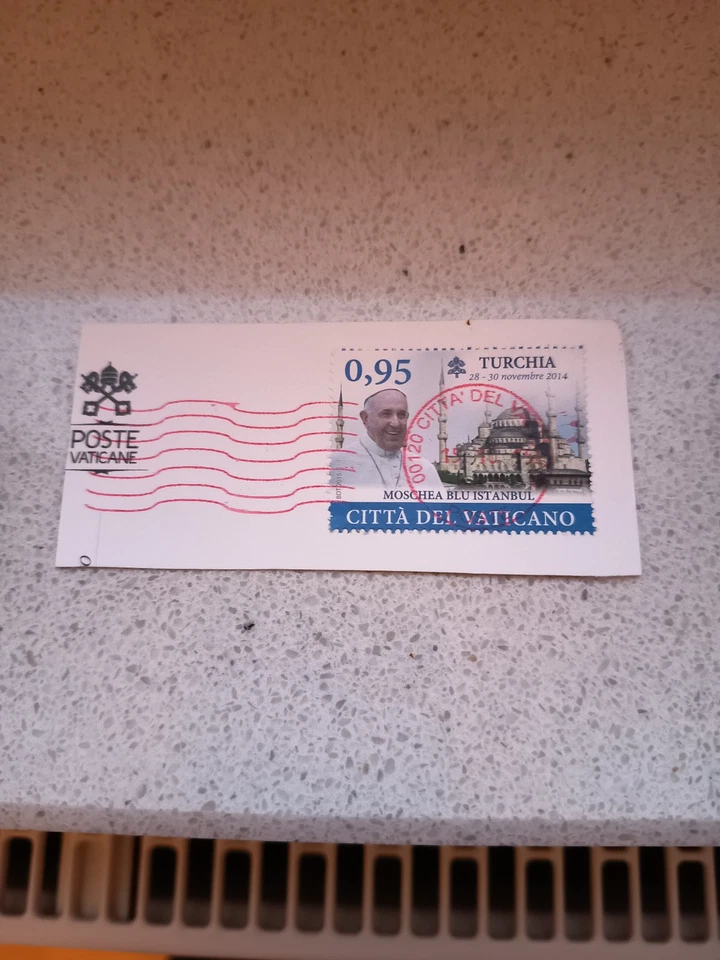 POSTE
VATICANE
0,95
TURCHIA
28 - 30 novembre 2014
00120 CITTA' DEL V
MOSCHEA BLU ISTANBUL
CITTÀ DEL VATICANO